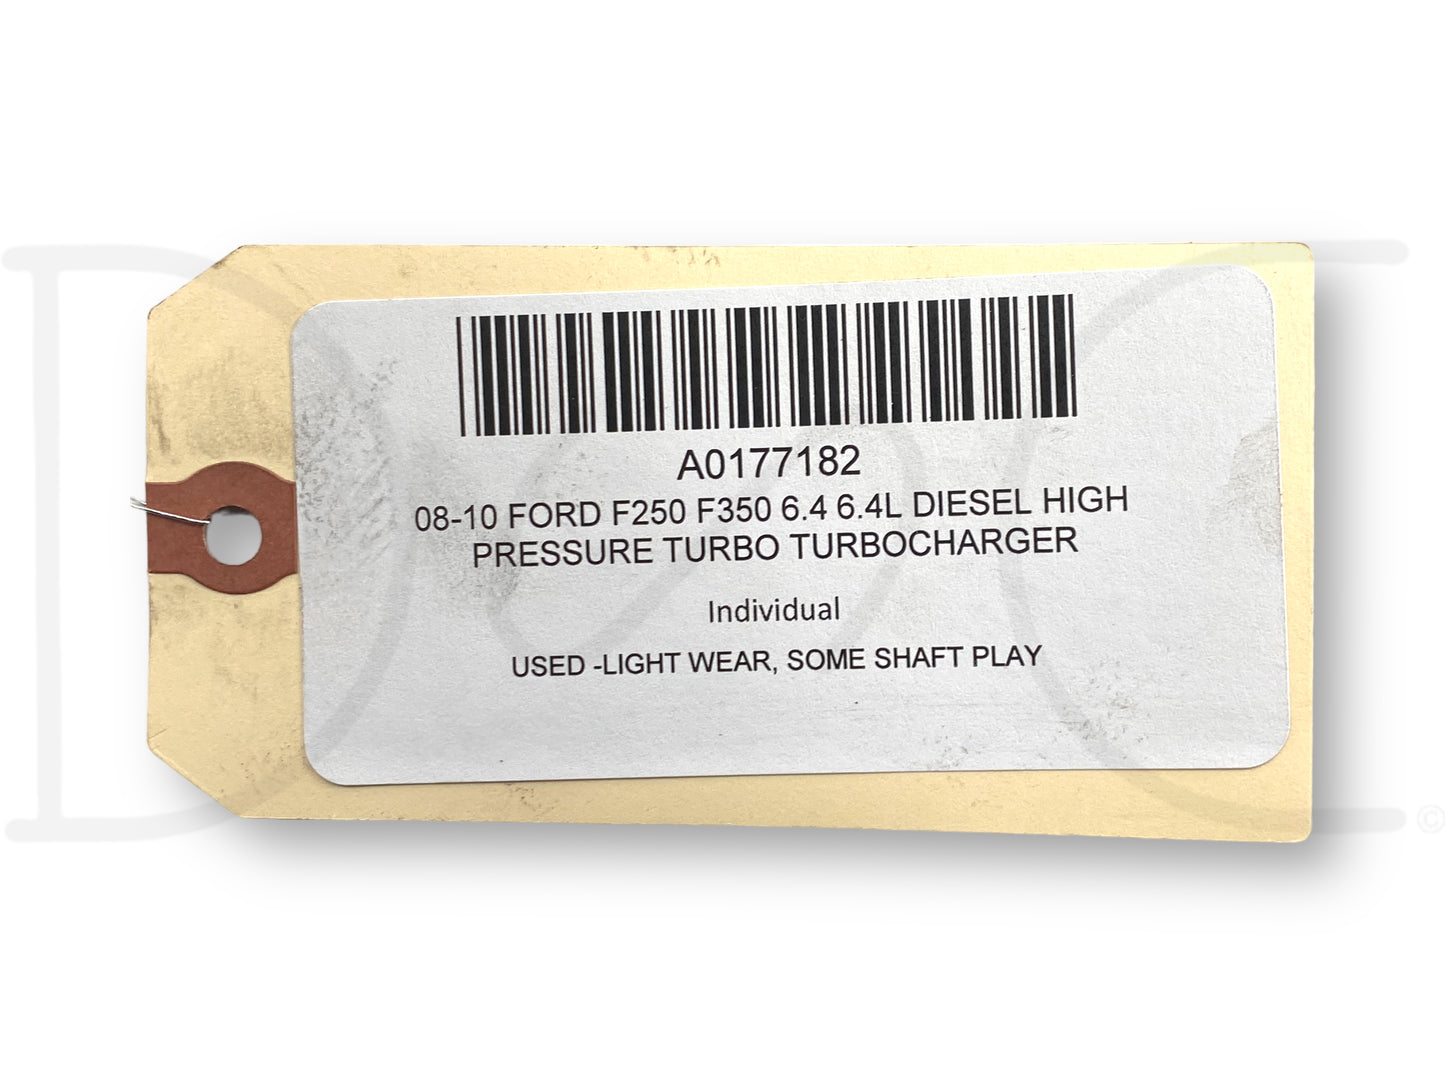 A0177182
08-10 FORD F250 F350 6.4 6.4L DIESEL HIGH
PRESSURE TURBO TURBOCHARGER
Individual
USED -LIGHT WEAR, SOME SHAFT PLAY
©